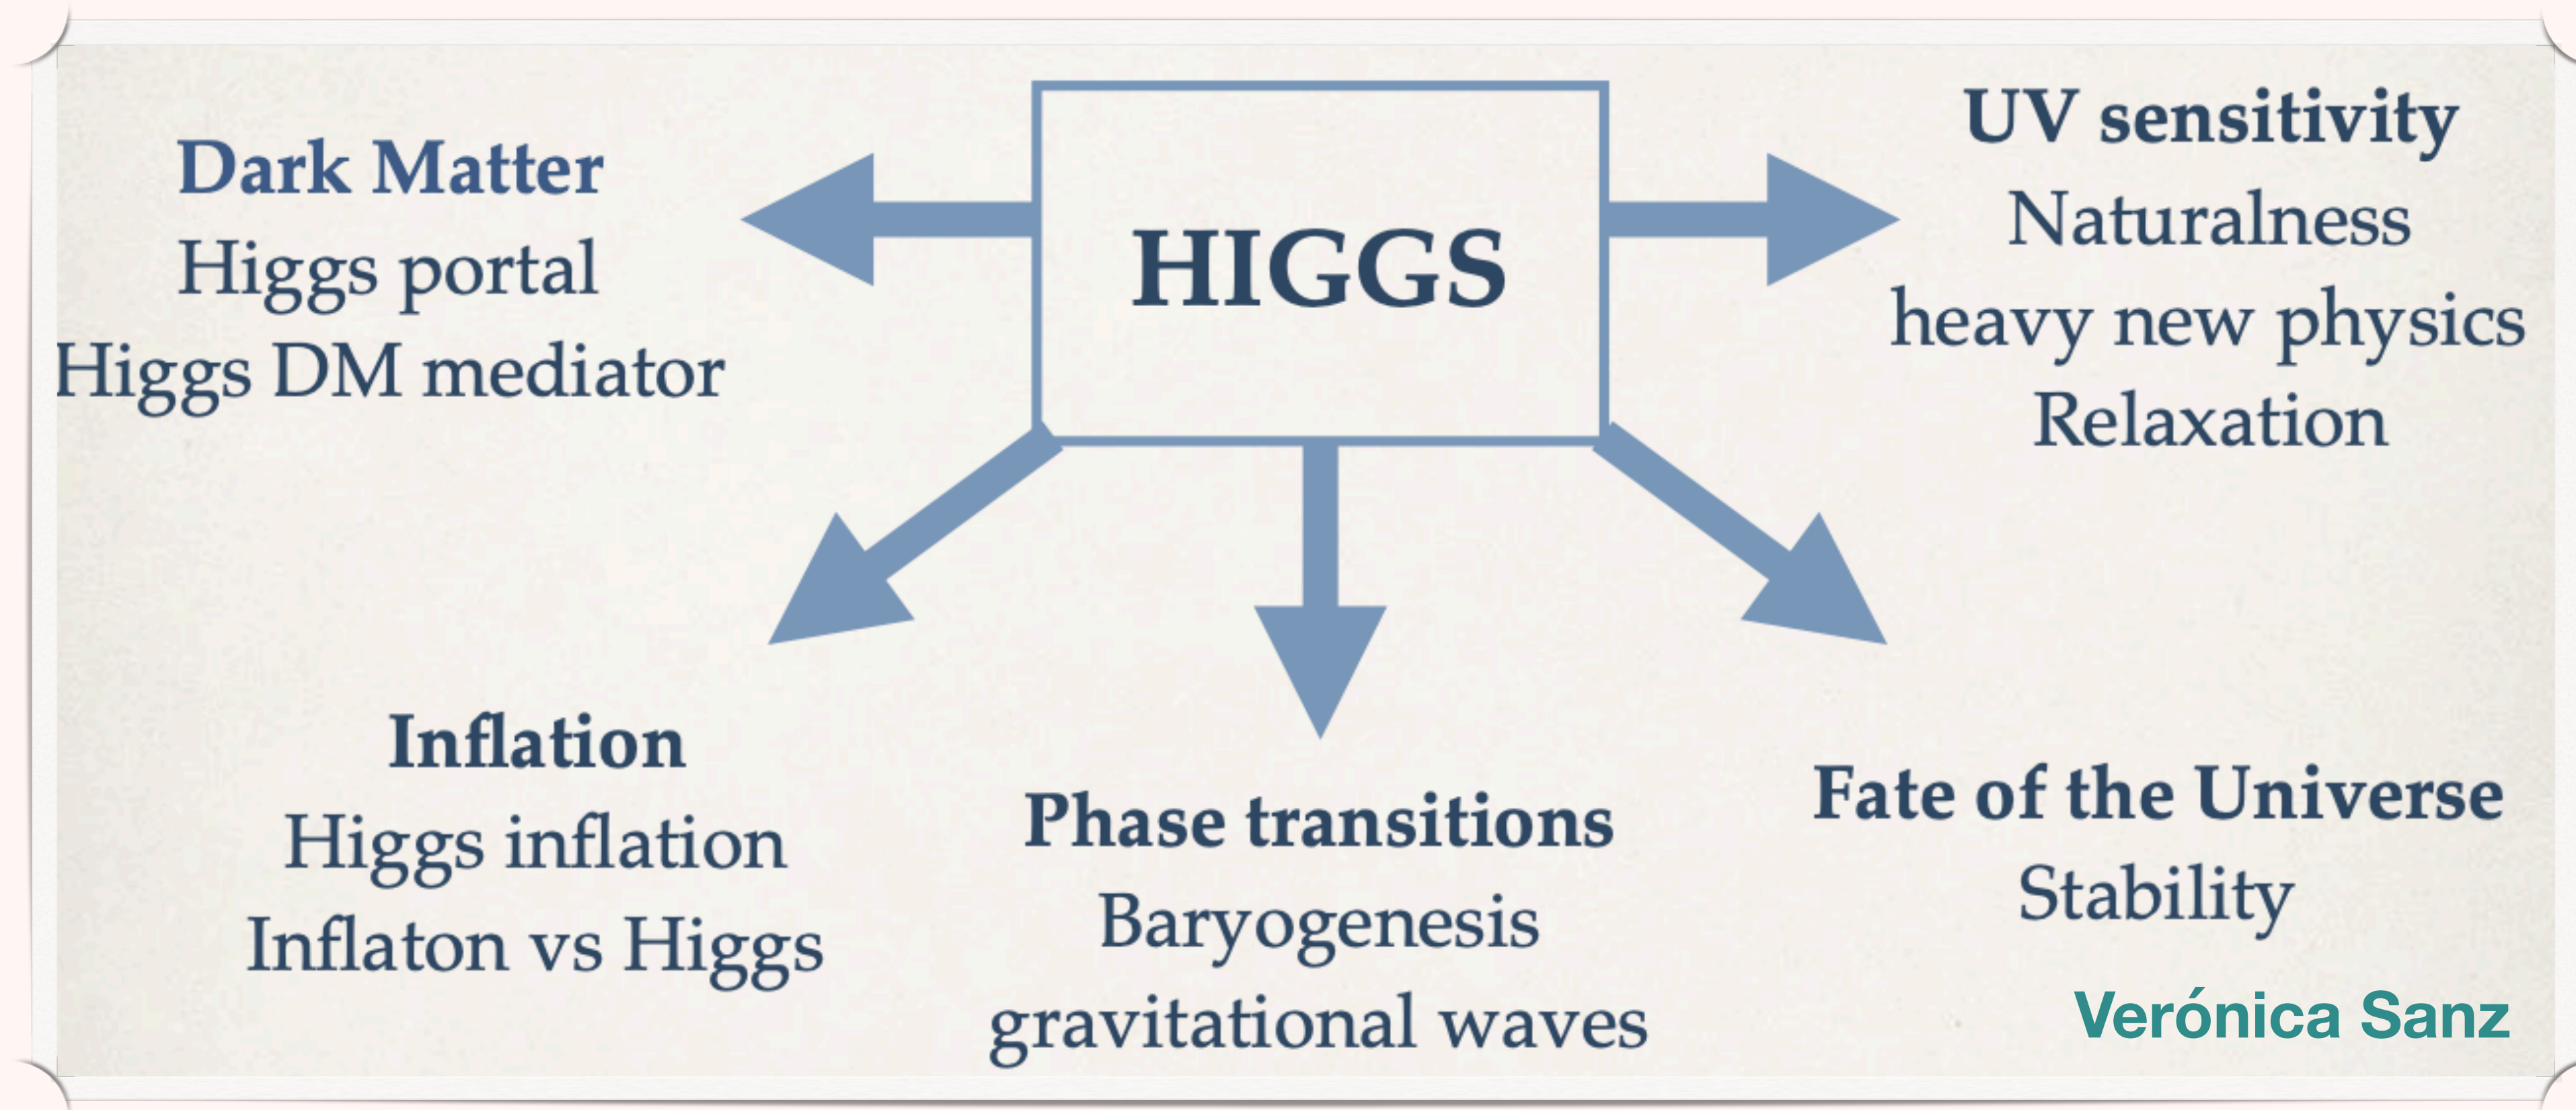 HIGGS
Dark Matter
Higgs portal
Higgs DM mediator
UV sensitivity
Naturalness
heavy new physics
Relaxation
Inflation
Higgs inflation
Inflaton vs Higgs
Phase transitions
Baryogenesis
gravitational waves
Fate of the Universe
Stability
Verónica Sanz